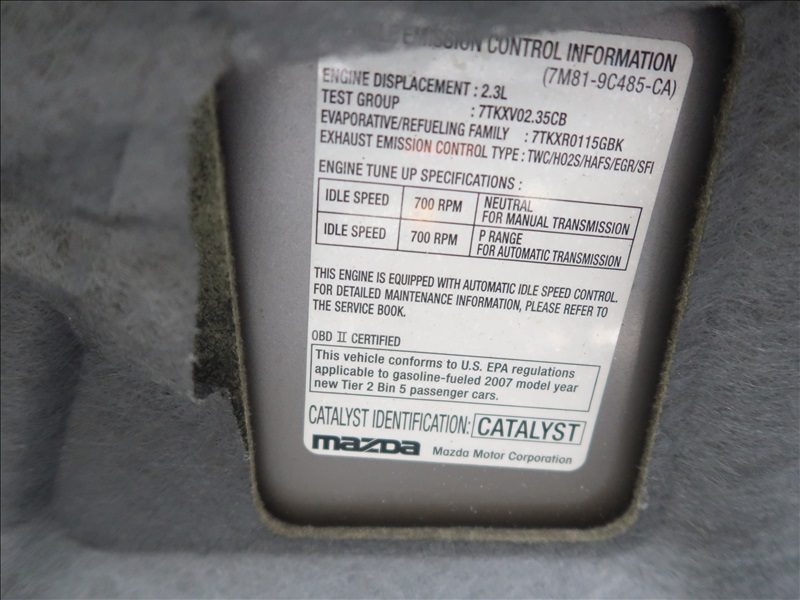 EMISSION CONTROL INFORMATION
(7M81-9C485-CA)
ENGINE DISPLACEMENT : 2.3L
TEST GROUP : 7TKXV02.35CB
EVAPORATIVE/REFUELING FAMILY : 7TKXR0115GBK
EXHAUST EMISSION CONTROL TYPE : TWC/HO2S/HAFS/EGR/SFI
ENGINE TUNE UP SPECIFICATIONS :
IDLE SPEED 700 RPM NEUTRAL
FOR MANUAL TRANSMISSION
IDLE SPEED 700 RPM P RANGE
FOR AUTOMATIC TRANSMISSION
THIS ENGINE IS EQUIPPED WITH AUTOMATIC IDLE SPEED CONTROL.
FOR DETAILED MAINTENANCE INFORMATION, PLEASE REFER TO
THE SERVICE BOOK.
OBD II CERTIFIED
This vehicle conforms to U.S. EPA regulations
applicable to gasoline-fueled 2007 model year
new Tier 2 Bin 5 passenger cars.
CATALYST IDENTIFICATION: CATALYST
mazda Mazda Motor Corporation